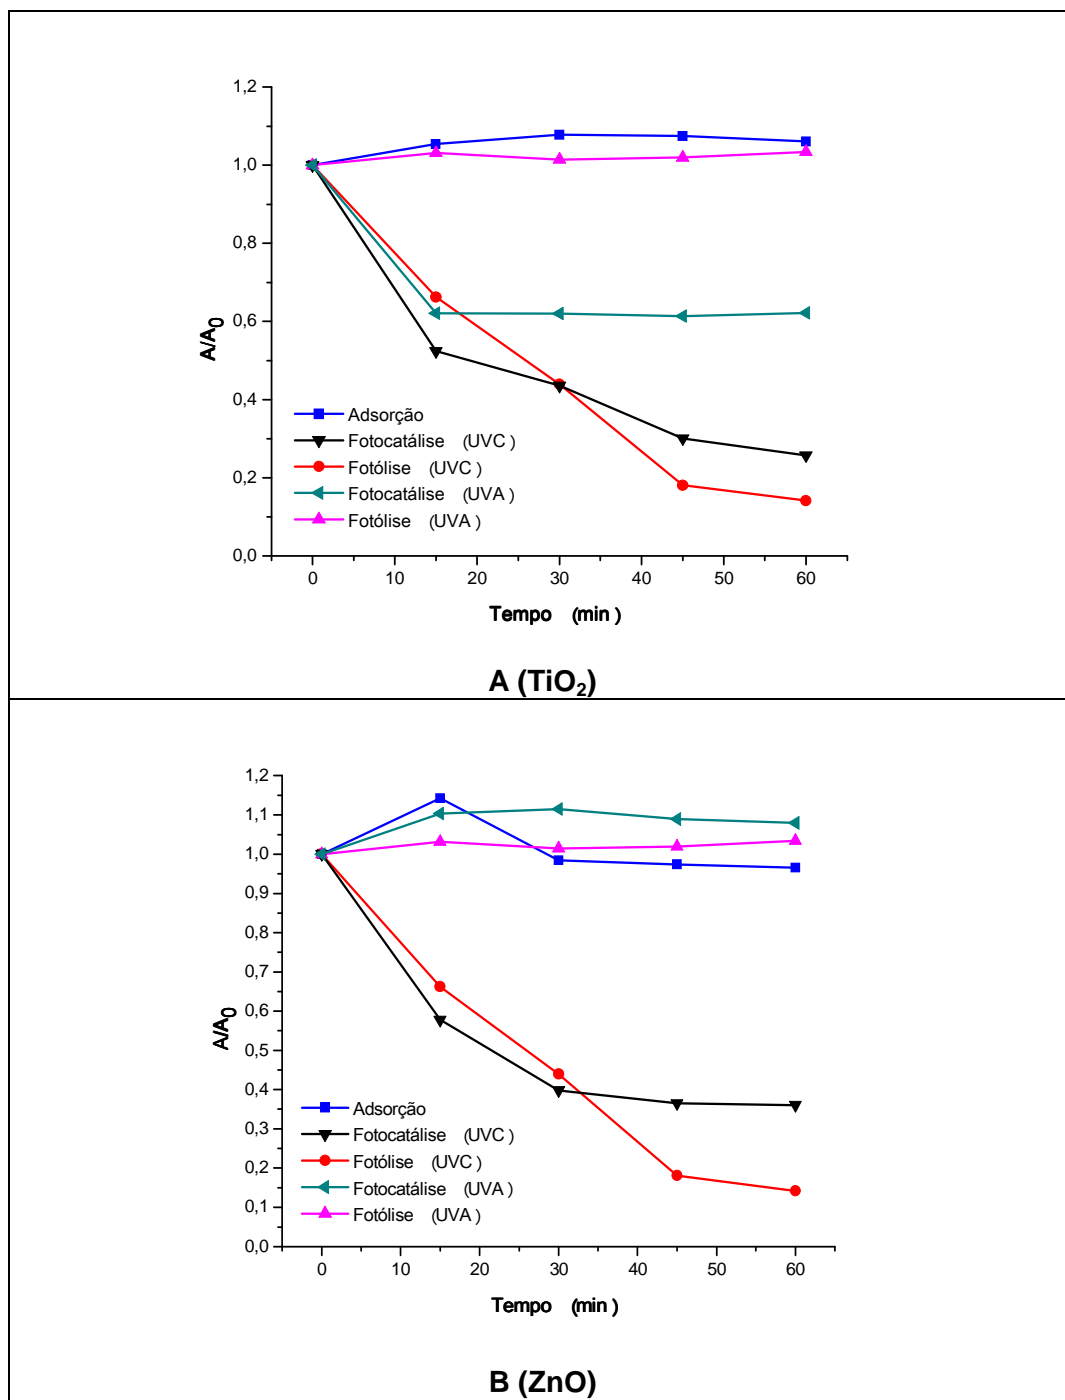 1,2
1,0
0,8
0,6
0,4
0,2
0,0
A/A0
Adsorção
Fotocatálise (UVC)
Fotólise (UVC)
Fotocatálise (UVA)
Fotólise (UVA)
0 10 20 30 40 50 60
Tempo (min)
A (TiO2)
1,2
1,1
1,0
0,9
0,8
0,7
0,6
0,5
0,4
0,3
0,2
0,1
0,0
A/A0
Adsorção
Fotocatálise (UVC)
Fotólise (UVC)
Fotocatálise (UVA)
Fotólise (UVA)
0 10 20 30 40 50 60
Tempo (min)
B (ZnO)